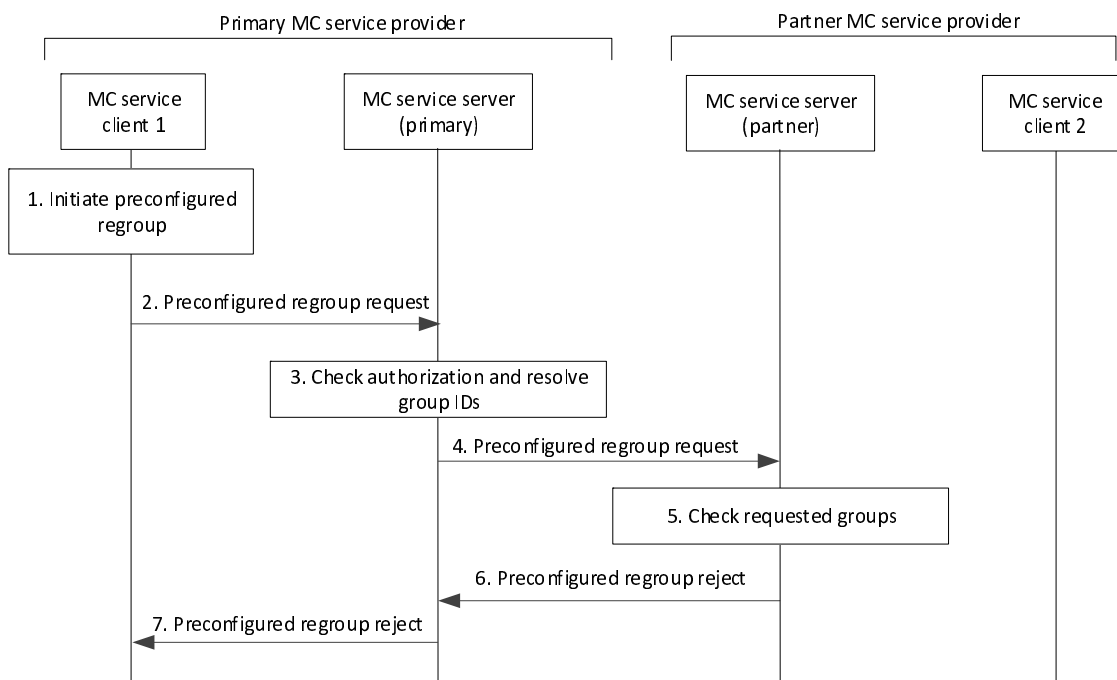 Primary MC service provider
Partner MC service provider
MC service
client 1
MC service server
(primary)
MC service server
(partner)
MC service
client 2
1. Initiate preconfigured
regroup
2. Preconfigured regroup request
3. Check authorization and resolve
group IDs
4. Preconfigured regroup request
5. Check requested groups
6. Preconfigured regroup reject
7. Preconfigured regroup reject